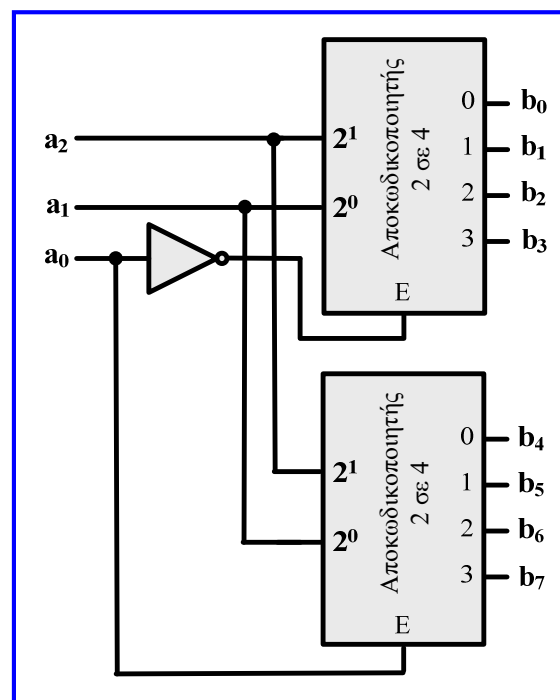 a₂
a₁
a₀
2¹
2⁰
Αποκωδικοποιητής
2 σε 4
E
0
1
2
3
b₀
b₁
b₂
b₃
2¹
2⁰
Αποκωδικοποιητής
2 σε 4
E
0
1
2
3
b₄
b₅
b₆
b₇